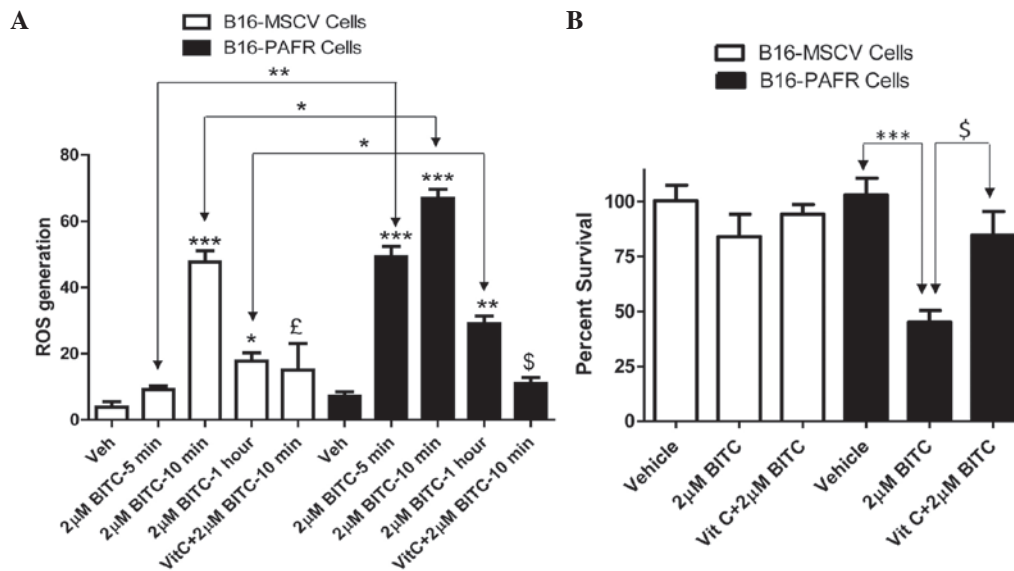 A
B16-MSCV Cells
B16-PAFR Cells
**
*
*
ROS generation
80
60
40
20
0
***
*
£
***
***
**
$
Veh
2µM BITC-5 min
2µM BITC-10 min
2µM BITC-1 hour
VitC+2µM BITC-10 min
Veh
2µM BITC-5 min
2µM BITC-10 min
2µM BITC-1 hour
VitC+2µM BITC-10 min
B
B16-MSCV Cells
B16-PAFR Cells
***
$
Percent Survival
100
75
50
25
0
Vehicle
2µM BITC
Vit C+2µM BITC
Vehicle
2µM BITC
Vit C+2µM BITC